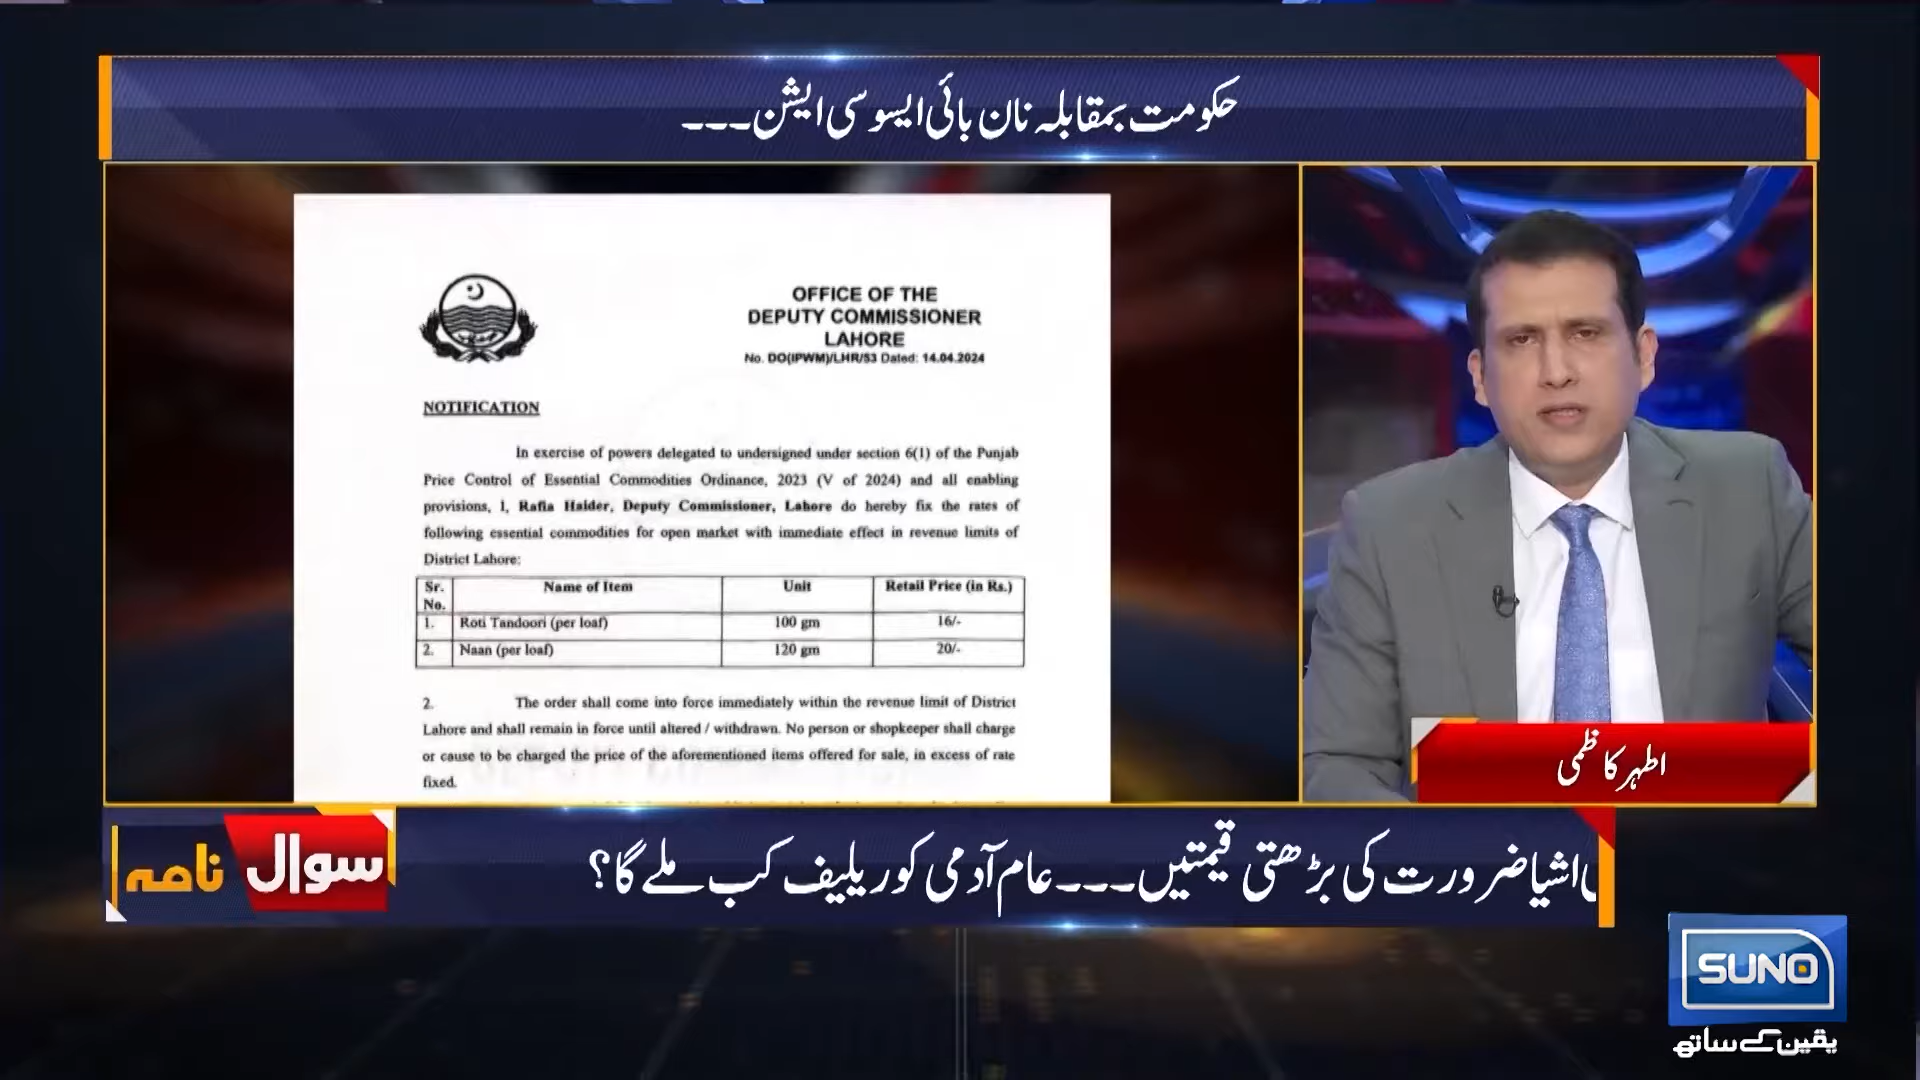 حکومت بمقابلہ نان بائی ایسوسی ایشن۔۔۔
OFFICE OF THE
DEPUTY COMMISSIONER
LAHORE
No. DO(IPWM)/LHR/53 Dated: 14.04.2024
NOTIFICATION
In exercise of powers delegated to undersigned under section 6(1) of the Punjab
Price Control of Essential Commodities Ordinance, 2023 (V of 2024) and all enabling
provisions, I, Rafia Haider, Deputy Commissioner, Lahore do hereby fix the rates of
following essential commodities for open market with immediate effect in revenue limits of
District Lahore:
Sr. No. Name of Item Unit Retail Price (in Rs.)
1. Roti Tandoori (per loaf) 100 gm 16/-
2. Naan (per loaf) 120 gm 20/-
2. The order shall come into force immediately within the revenue limit of District
Lahore and shall remain in force until altered / withdrawn. No person or shopkeeper shall charge
or cause to be charged the price of the aforementioned items offered for sale, in excess of rate
fixed.
اطہر کاظمی
سوال نامہ
اشیا ضرورت کی بڑھتی قیمتیں۔۔۔عام آدمی کو ریلیف کب ملے گا؟
SUNO
یقین کے ساتھ